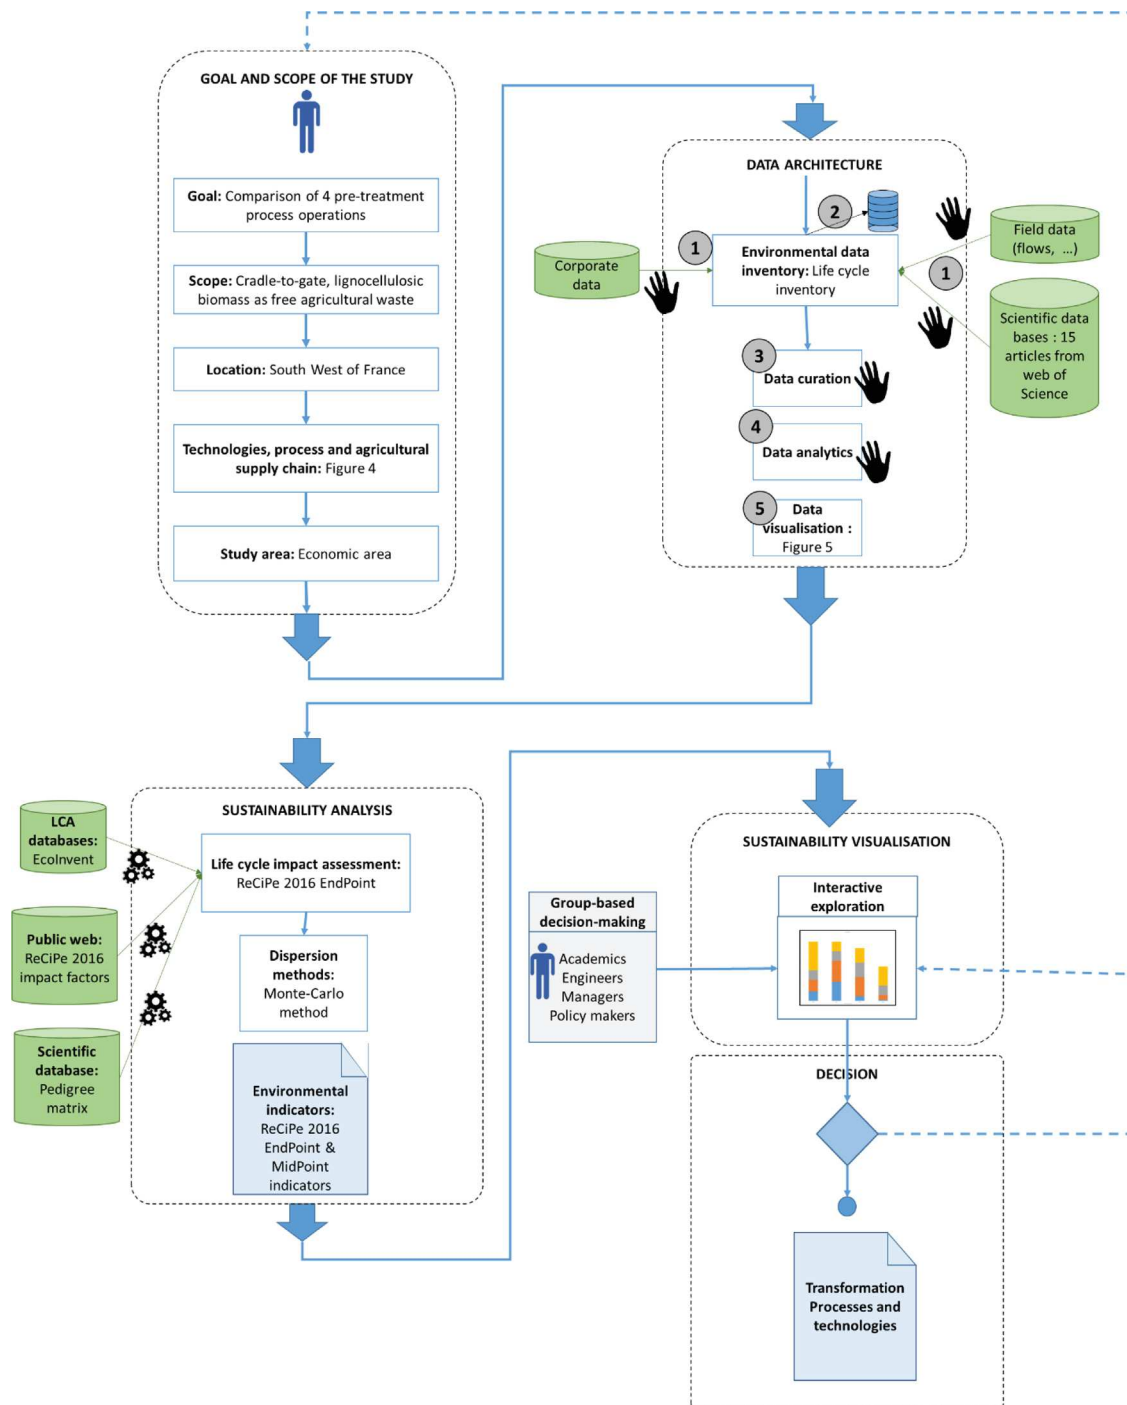 GOAL AND SCOPE OF THE STUDY
Goal: Comparison of 4 pre-treatment
process operations
Scope: Cradle-to-gate, lignocellulosic
biomass as free agricultural waste
Location: South West of France
Technologies, process and agricultural
supply chain: Figure 4
Study area: Economic area
DATA ARCHITECTURE
2
1
Environmental data
inventory: Life cycle
inventory
Corporate
data
Field data
(flows, ...)
1
Scientific data
bases : 15
articles from
web of
Science
3
Data curation
4
Data analytics
5
Data
visualisation :
Figure 5
SUSTAINABILITY ANALYSIS
LCA
databases:
EcoInvent
Life cycle impact assessment:
ReCiPe 2016 EndPoint
Public web:
ReCiPe 2016
impact factors
Dispersion
methods:
Monte-Carlo
method
Scientific
database:
Pedigree
matrix
Environmental
indicators:
ReCiPe 2016
EndPoint &
MidPoint
indicators
SUSTAINABILITY VISUALISATION
Interactive
exploration
Group-based
decision-making
Academics
Engineers
Managers
Policy makers
DECISION
Transformation
Processes and
technologies